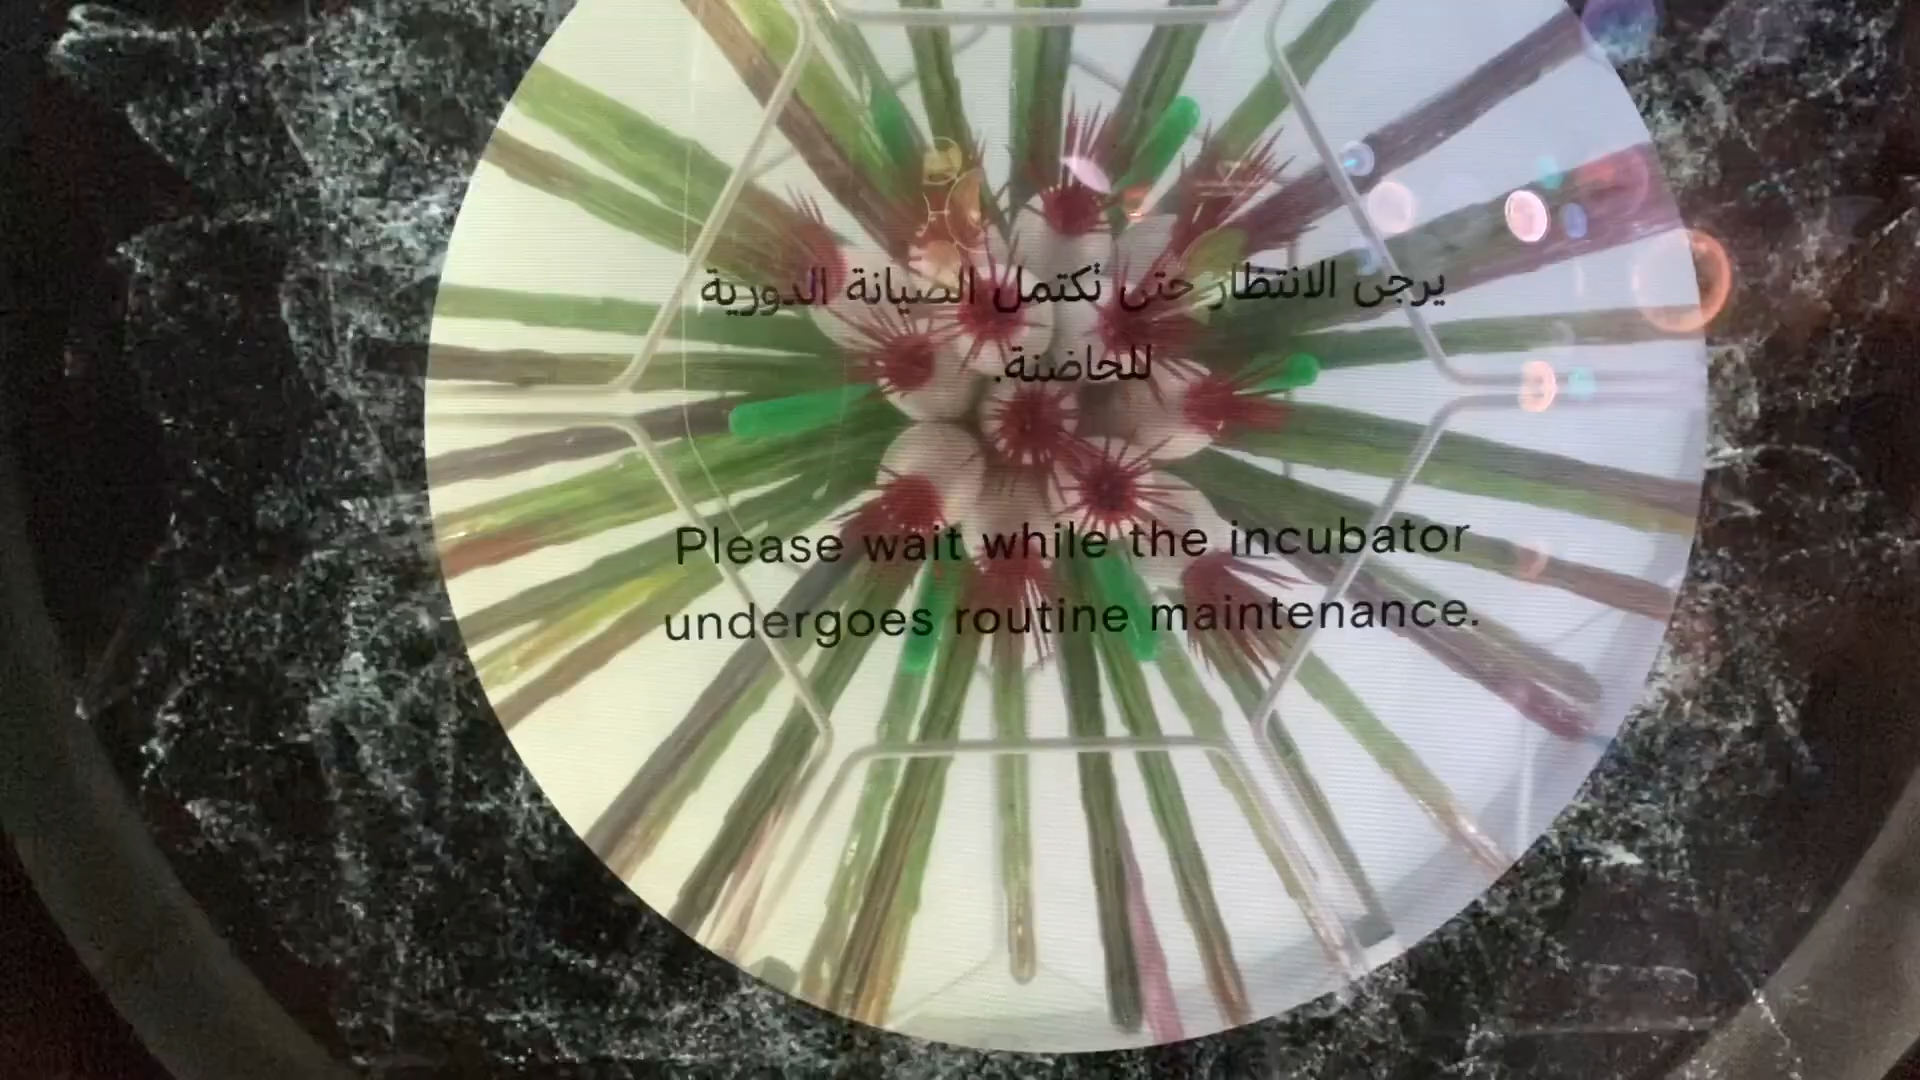 يرجى الانتظار حتى تكتمل الصيانة الدورية
للحاضنة.
Please wait while the incubator
undergoes routine maintenance.